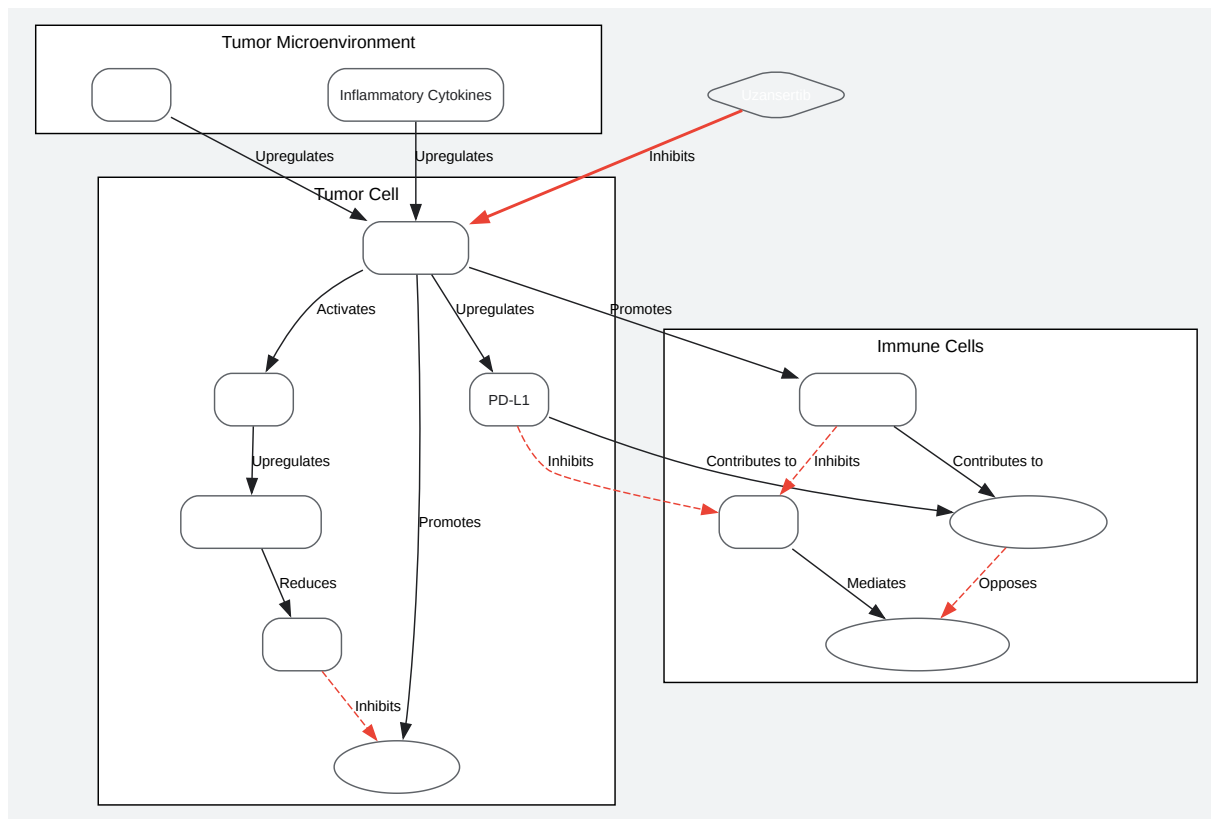 Tumor Microenvironment
Inflammatory Cytokines
Uzansertib
Upregulates
Upregulates
Inhibits
Tumor Cell
Activates
Upregulates
Promotes
Immune Cells
PD-L1
Upregulates
Inhibits
Contributes to
Inhibits
Contributes to
Promotes
Reduces
Mediates
Opposes
Inhibits